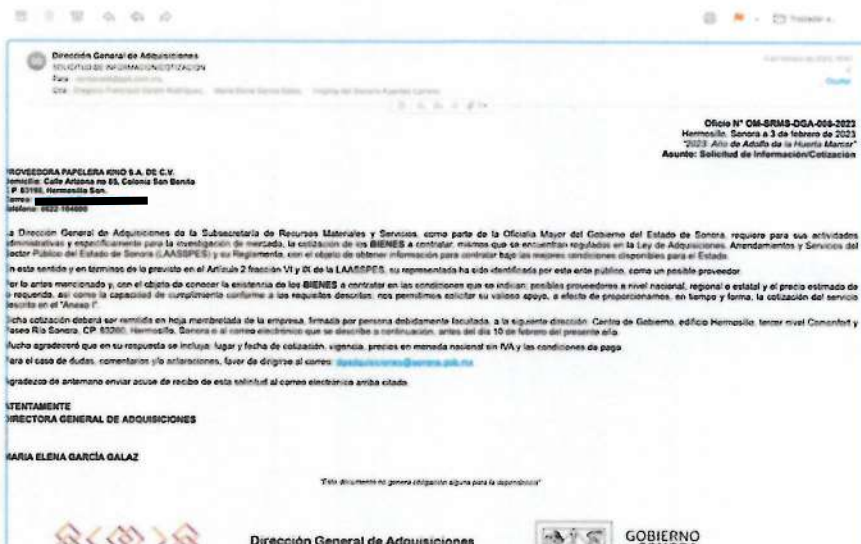 Trasladar a...
Dirección General de Adquisiciones
SOLICITUD DE INFORMACIÓN/COTIZACIÓN
Para
Cco
Ocultar
Oficio N° OM-SRMS-DGA-008-2023
Hermosillo, Sonora a 3 de febrero de 2023
"2023: Año de Adolfo de la Huerta Marcor"
Asunto: Solicitud de Información/Cotización
PROVEEDORA PAPELERA KINO S.A. DE C.V.
Domicilio: Calle Arizona no 85, Colonia San Benito
C.P. 83190, Hermosillo Son.
Correo:
Teléfono:
La Dirección General de Adquisiciones de la Subsecretaría de Recursos Materiales y Servicios, como parte de la Oficialía Mayor del Gobierno del Estado de Sonora, requiere para sus actividades
administrativas y específicamente para la investigación de mercado, la cotización de los BIENES a contratar, mismos que se encuentran regulados en la Ley de Adquisiciones, Arrendamientos y Servicios del
Sector Público del Estado de Sonora (LAASSPES) y su Reglamento, con el objeto de obtener información para contratar bajo las mejores condiciones disponibles para el Estado.
En este sentido y en términos de lo previsto en el Artículo 2 fracción VI y IX de la LAASSPES, su representada ha sido identificada por este ente público, como un posible proveedor.
Por lo antes mencionado y, con el objeto de conocer la existencia de los BIENES a contratar en las condiciones que se indican; posibles proveedores a nivel nacional, regional o estatal y el precio estimado de
lo requerido, así como la capacidad de cumplimiento conforme a los requisitos descritos, nos permitimos solicitar su valioso apoyo, a efecto de proporcionarnos, en tiempo y forma, la cotización del servicio
descrito en el "Anexo I".
Dicha cotización deberá ser remitida en hoja membretada de la empresa, firmada por persona debidamente facultada, a la siguiente dirección: Centro de Gobierno, edificio Hermosillo, tercer nivel Comonfort y
Paseo Río Sonora, CP. 83280, Hermosillo, Sonora o al correo electrónico que se describe a continuación, antes del día 10 de febrero del presente año.
Mucho agradeceré que en su respuesta se incluya: lugar y fecha de cotización, vigencia, precios en moneda nacional sin IVA y las condiciones de pago.
Para el caso de dudas, comentarios y/o aclaraciones, favor de dirigirse al correo: dgadquisiciones@sonora.gob.mx
Agradezco de antemano enviar acuse de recibo de esta solicitud al correo electrónico arriba citado.
ATENTAMENTE
DIRECTORA GENERAL DE ADQUISICIONES
MARIA ELENA GARCÍA GALAZ
"Este documento no genera obligación alguna para la dependencia"
Dirección General de Adquisiciones
GOBIERNO